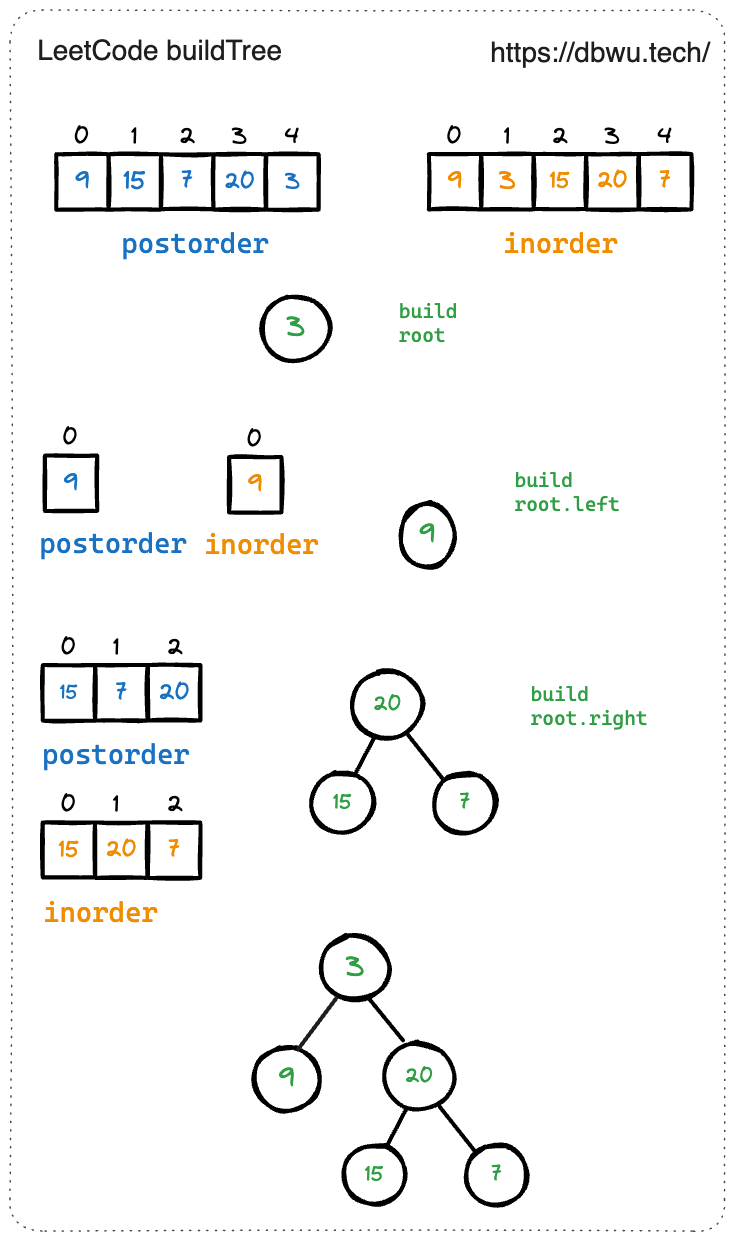 LeetCode buildTree
https://dbwu.tech/
0 1 2 3 4
9 15 7 20 3
postorder
0 1 2 3 4
9 3 15 20 7
inorder
3
build
root
0
9
postorder
0
9
inorder
9
build
root.left
0 1 2
15 7 20
postorder
0 1 2
15 20 7
inorder
20
15 7
build
root.right
3
9 20
15 7